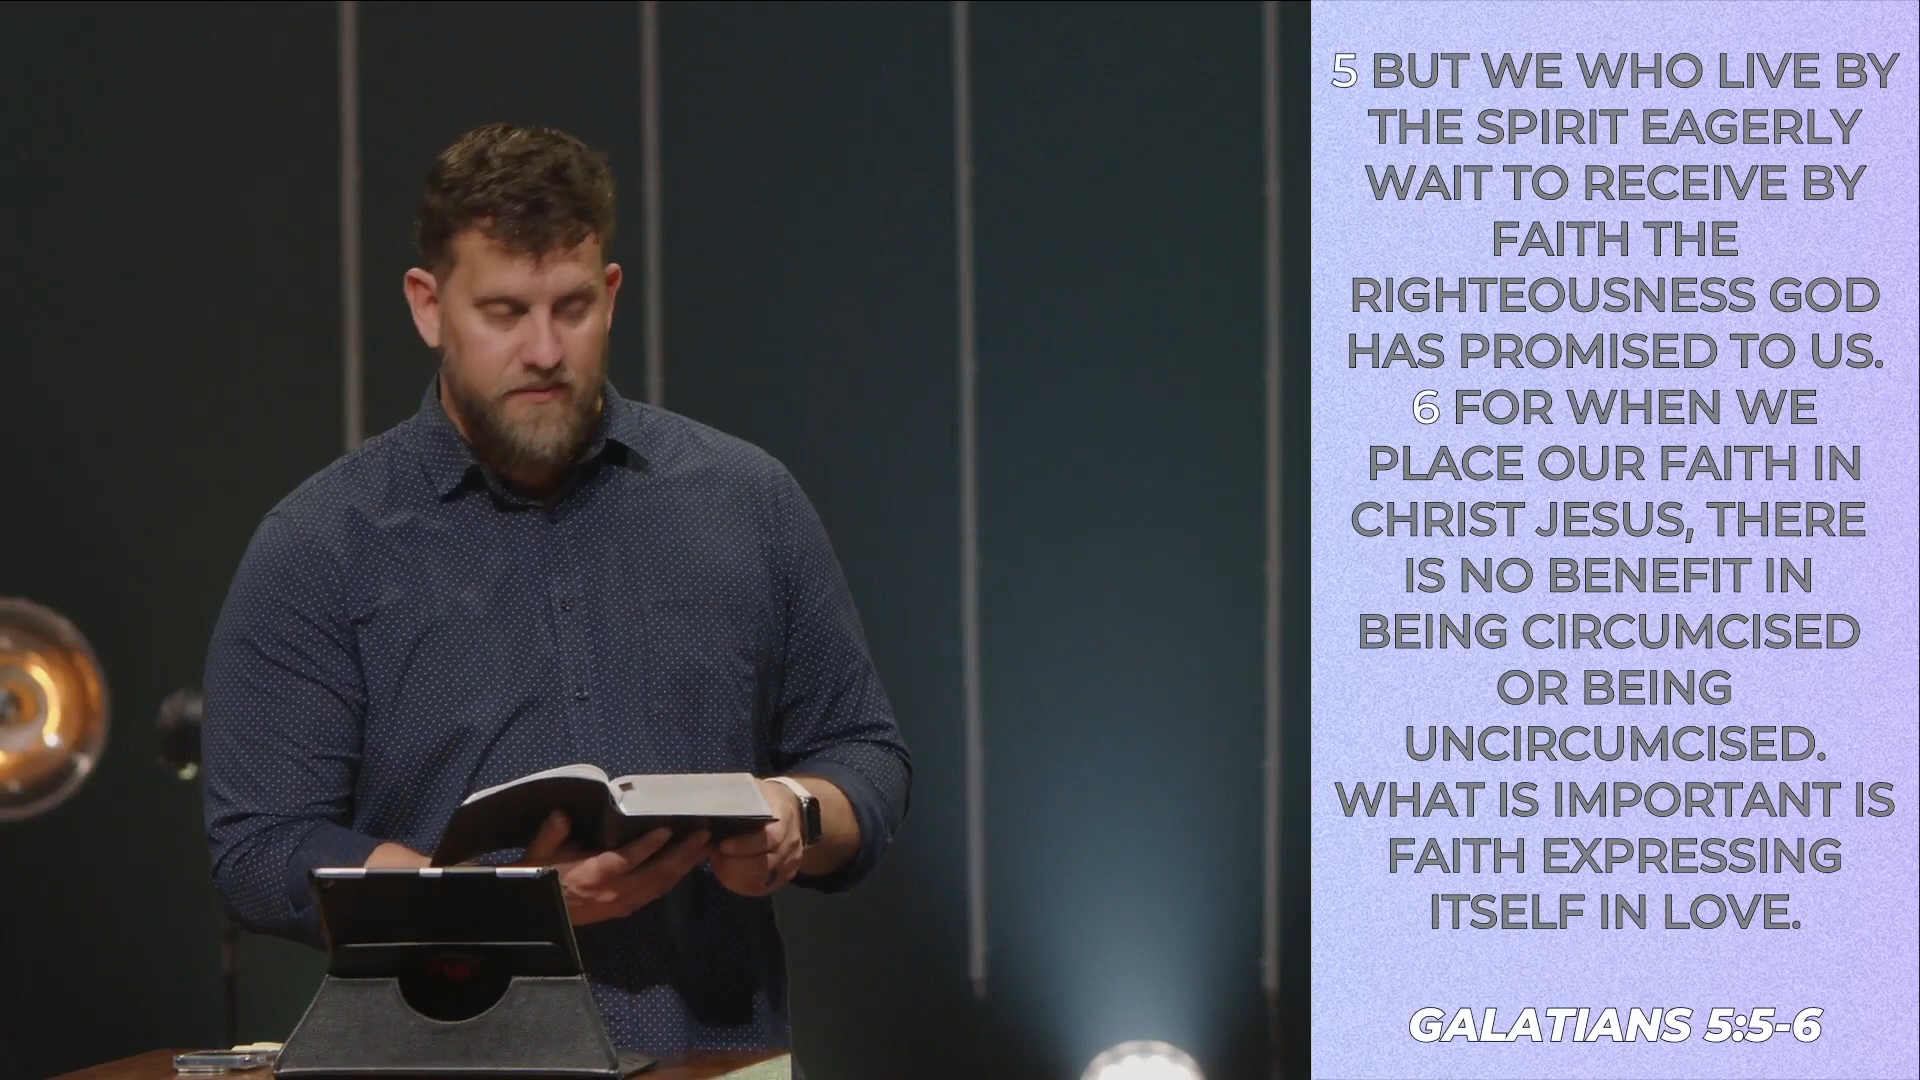 5 BUT WE WHO LIVE BY
THE SPIRIT EAGERLY
WAIT TO RECEIVE BY
FAITH THE
RIGHTEOUSNESS GOD
HAS PROMISED TO US.
6 FOR WHEN WE
PLACE OUR FAITH IN
CHRIST JESUS, THERE
IS NO BENEFIT IN
BEING CIRCUMCISED
OR BEING
UNCIRCUMCISED.
WHAT IS IMPORTANT IS
FAITH EXPRESSING
ITSELF IN LOVE.
GALATIANS 5:5-6